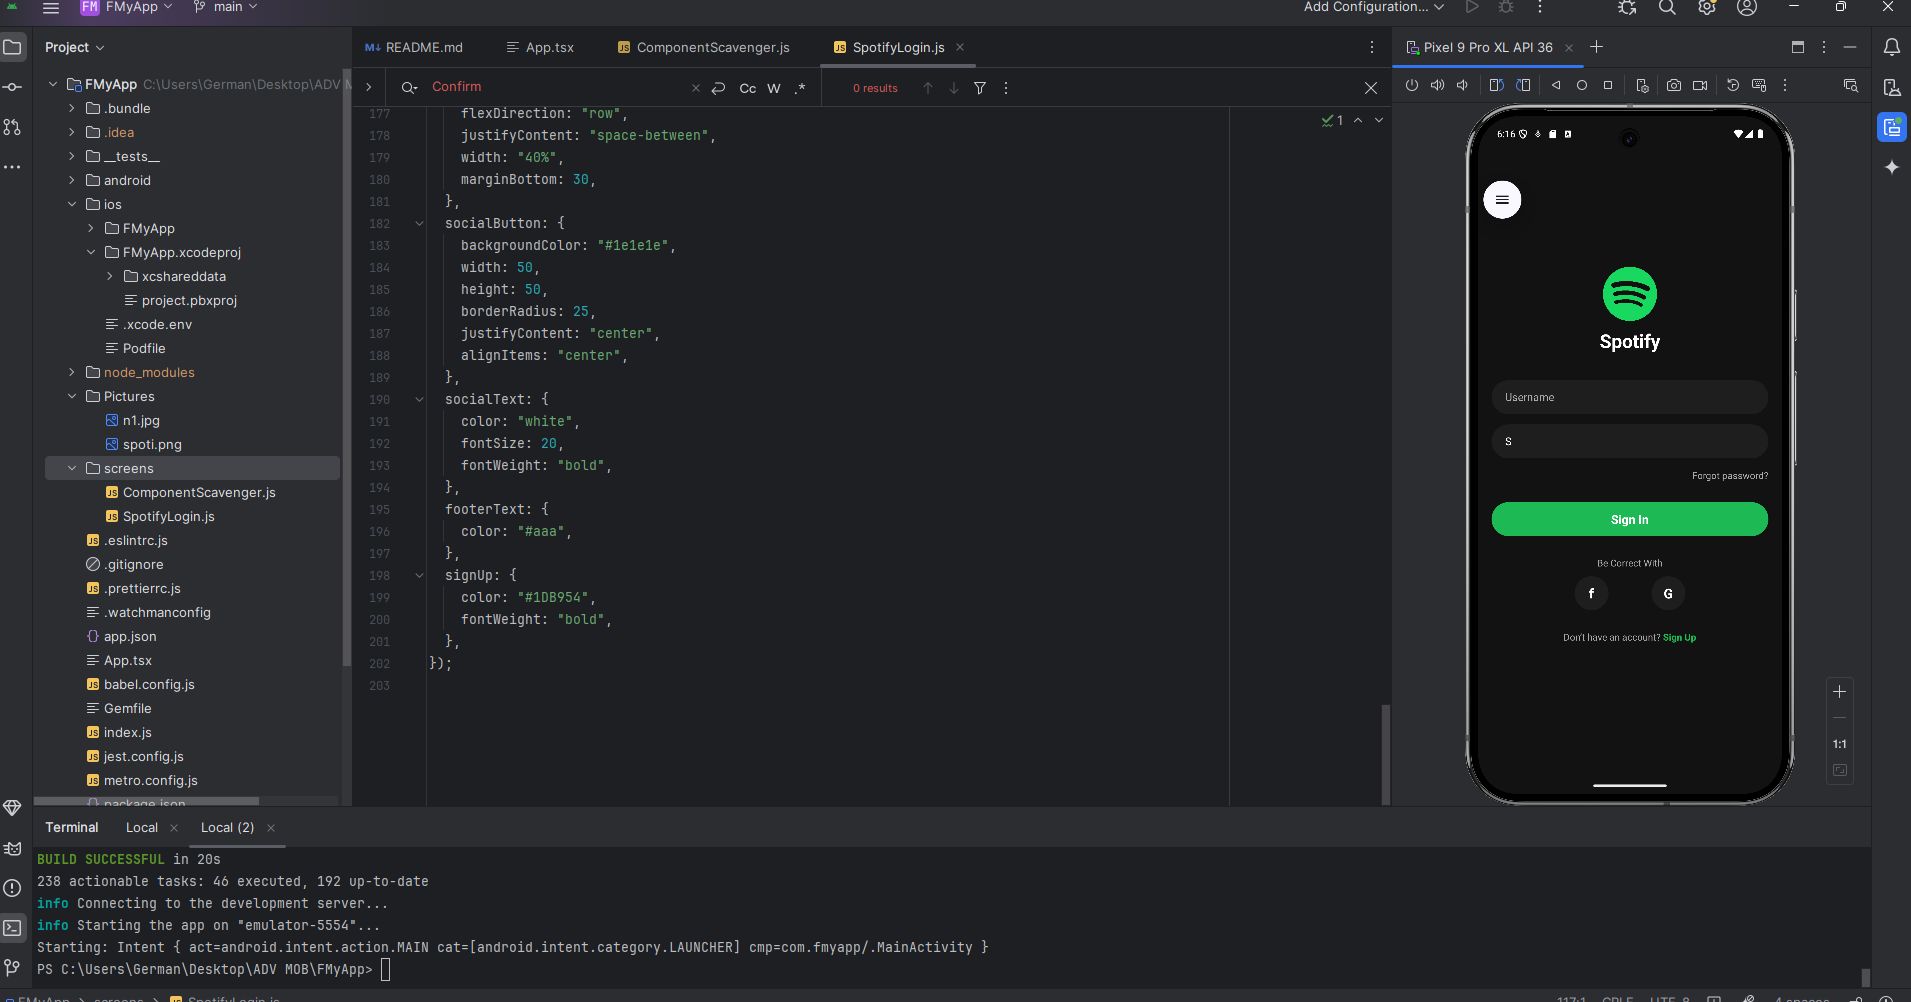 FM FMyApp main Add Configuration...
Project
README.md App.tsx ComponentScavenger.js SpotifyLogin.js
Pixel 9 Pro XL API 36
Confirm Cc W .* 0 results
FMyApp C:\Users\German\Desktop\ADV M
.bundle
.idea
__tests__
android
ios
FMyApp
FMyApp.xcodeproj
xcshareddata
project.pbxproj
.xcode.env
Podfile
node_modules
Pictures
n1.jpg
spoti.png
screens
ComponentScavenger.js
SpotifyLogin.js
.eslintrc.js
.gitignore
.prettierrc.js
.watchmanconfig
app.json
App.tsx
babel.config.js
Gemfile
index.js
jest.config.js
metro.config.js
package.json
1
177 flexDirection: "row",
178 justifyContent: "space-between",
179 width: "40%",
180 marginBottom: 30,
181 },
182 socialButton: {
183 backgroundColor: "#1e1e1e",
184 width: 50,
185 height: 50,
186 borderRadius: 25,
187 justifyContent: "center",
188 alignItems: "center",
189 },
190 socialText: {
191 color: "white",
192 fontSize: 20,
193 fontWeight: "bold",
194 },
195 footerText: {
196 color: "#aaa",
197 },
198 signUp: {
199 color: "#1DB954",
200 fontWeight: "bold",
201 },
202 });
203
6:16
Spotify
Username
S
Forgot password?
Sign In
Be Correct With
f G
Don't have an account? Sign Up
1:1
Terminal Local Local (2)
BUILD SUCCESSFUL in 20s
238 actionable tasks: 46 executed, 192 up-to-date
info Connecting to the development server...
info Starting the app on "emulator-5554"...
Starting: Intent { act=android.intent.action.MAIN cat=[android.intent.category.LAUNCHER] cmp=com.fmyapp/.MainActivity }
PS C:\Users\German\Desktop\ADV MOB\FMyApp>
FMyApp > screens > SpotifyLogin.js 117:1 CRLF UTF-8 4 spaces